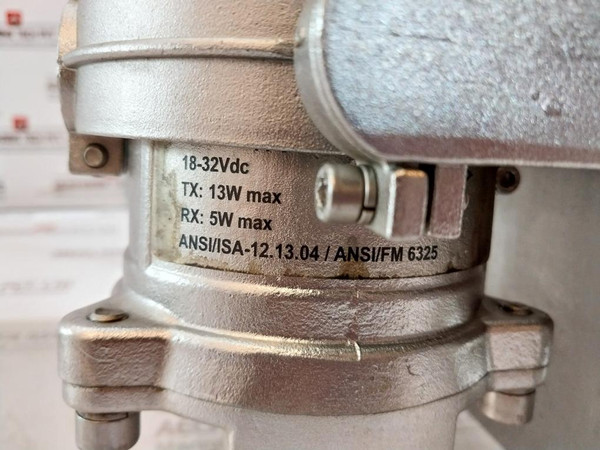 18-32Vdc
TX: 13W max
RX: 5W max
ANSI/ISA-12.13.04 / ANSI/FM 6325